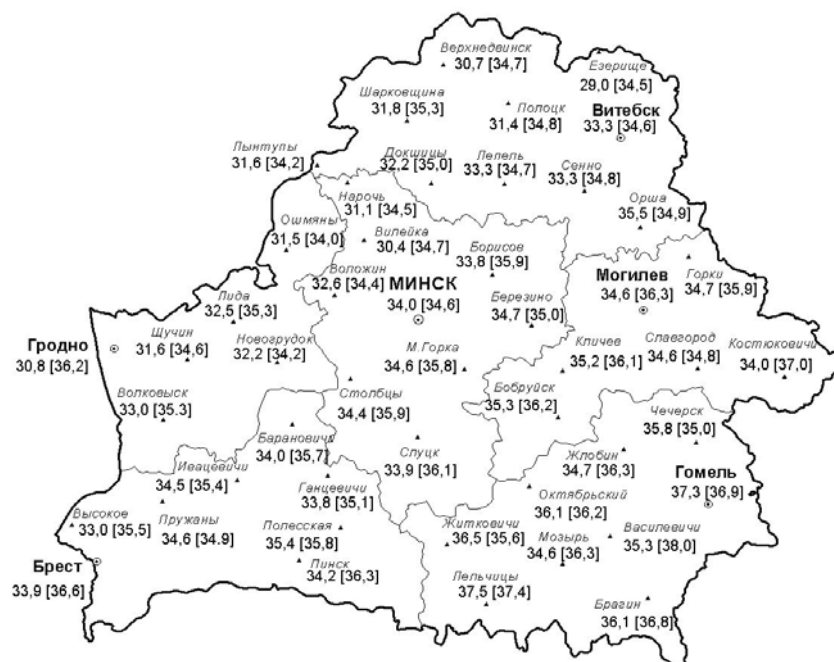 Верхнедвинск
30,7 [34,7]
Езерище
29,0 [34,5]
Шарковщина
31,8 [35,3]
Полоцк
31,4 [34,8]
Витебск
33,3 [34,6]
Лынтупы
31,6 [34,2]
Докшицы
32,2 [35,0]
Лепель
33,3 [34,7]
Сенно
33,3 [34,8]
Нарочь
31,1 [34,5]
Орша
35,5 [34,9]
Ошмяны
31,5 [34,0]
Вилейка
30,4 [34,7]
Борисов
33,8 [35,9]
Воложин
32,6 [34,4]
МИНСК
34,0 [34,6]
Могилев
34,6 [36,3]
Горки
34,7 [35,9]
Лида
32,5 [35,3]
Березино
34,7 [35,0]
Гродно
30,8 [36,2]
Щучин
31,6 [34,6]
Новогрудок
32,2 [34,2]
М.Горка
34,6 [35,8]
Кличев
35,2 [36,1]
Славгород
34,6 [34,8]
Костюковичи
34,0 [37,0]
Волковыск
33,0 [35.3]
Столбцы
34,4 [35,9]
Бобруйск
35,3 [36,2]
Чечерск
35,8 [35,0]
Барановичи
34,0 [35,7]
Слуцк
33,9 [36,1]
Жлобин
34,7 [36,3]
Гомель
37,3 [36,9]
Ивацевичи
34,5 [35,4]
Ганцевичи
33,8 [35,1]
Октябрьский
36,1 [36,2]
Высокое
33,0 [35,5]
Пружаны
34,6 [34,9]
Полесская
35,4 [35,8]
Житковичи
36,5 [35,6]
Мозырь
34,6 [36,3]
Василевичи
35,3 [38,0]
Брест
33,9 [36,6]
Пинск
34,2 [36,3]
Лельчицы
37,5 [37,4]
Брагин
36,1 [36,8]